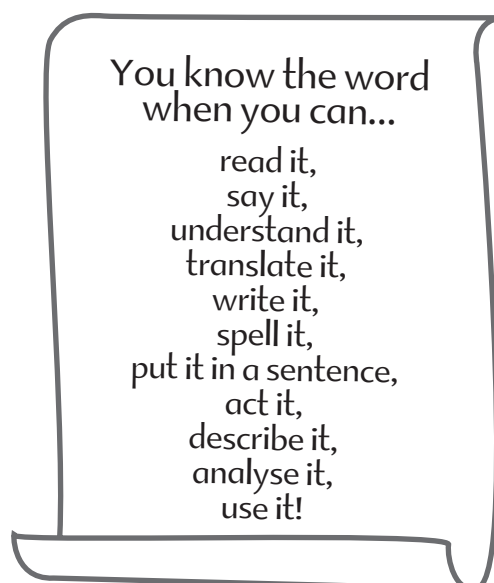 You know the word
when you can...
read it,
say it,
understand it,
translate it,
write it,
spell it,
put it in a sentence,
act it,
describe it,
analyse it,
use it!